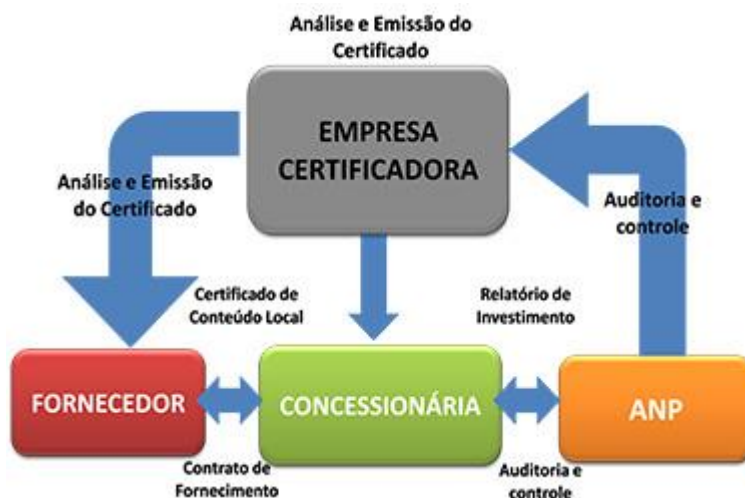 Análise e Emissão do
Certificado
EMPRESA
CERTIFICADORA
Análise e Emissão
do Certificado
Auditoria e
controle
Certificado de
Conteúdo Local
Relatório de
Investimento
FORNECEDOR
CONCESSIONÁRIA
ANP
Contrato de
Fornecimento
Auditoria e
controle